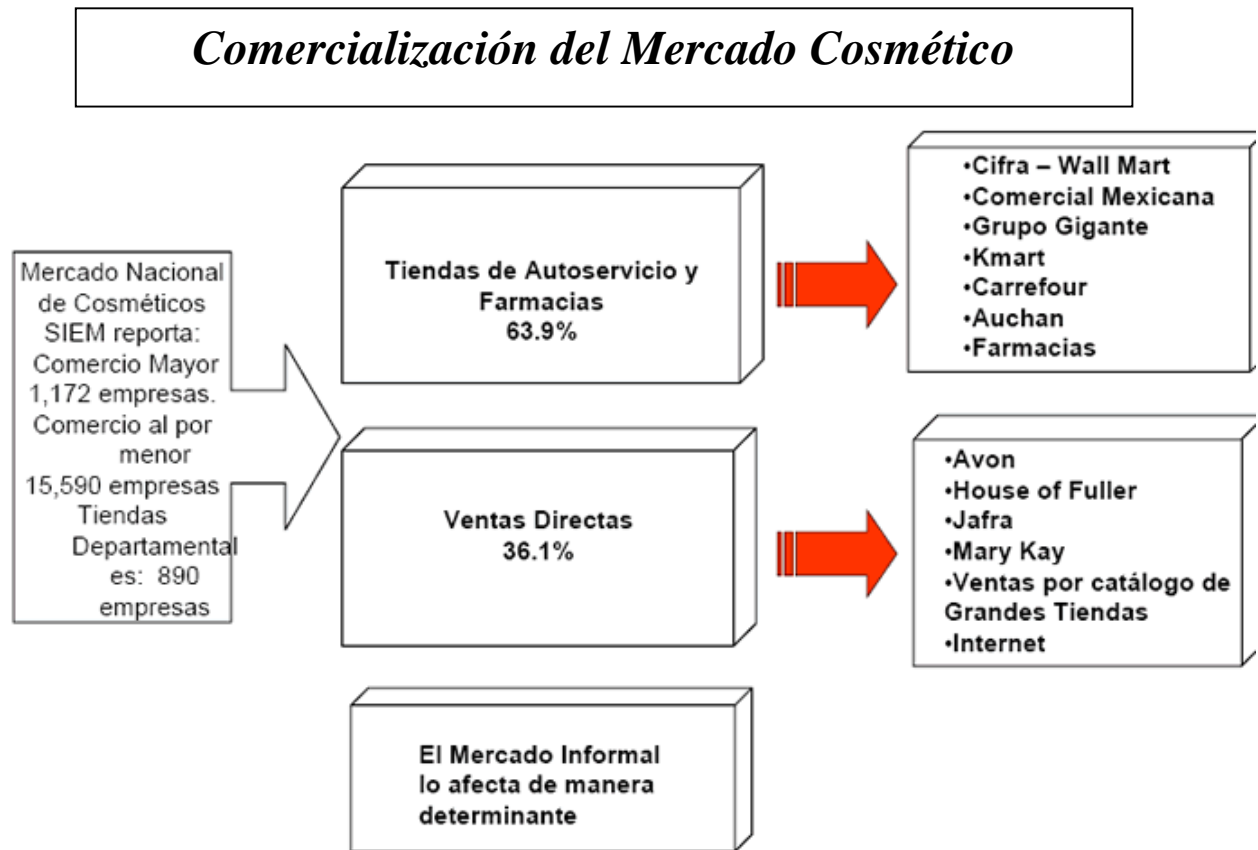 Comercialización del Mercado Cosmético
Mercado Nacional
de Cosméticos
SIEM reporta:
Comercio Mayor
1,172 empresas.
Comercio al por
menor
15,590 empresas
Tiendas
Departamental
es: 890
empresas
Tiendas de Autoservicio y
Farmacias
63.9%
•Cifra – Wall Mart
•Comercial Mexicana
•Grupo Gigante
•Kmart
•Carrefour
•Auchan
•Farmacias
Ventas Directas
36.1%
•Avon
•House of Fuller
•Jafra
•Mary Kay
•Ventas por catálogo de
Grandes Tiendas
•Internet
El Mercado Informal
lo afecta de manera
determinante